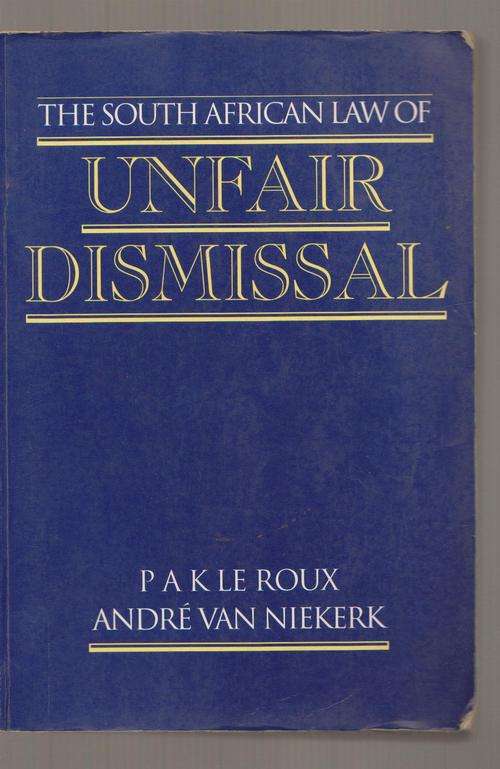 THE SOUTH AFRICAN LAW OF
UNFAIR
DISMISSAL
P A K LE ROUX
ANDRÉ VAN NIEKERK